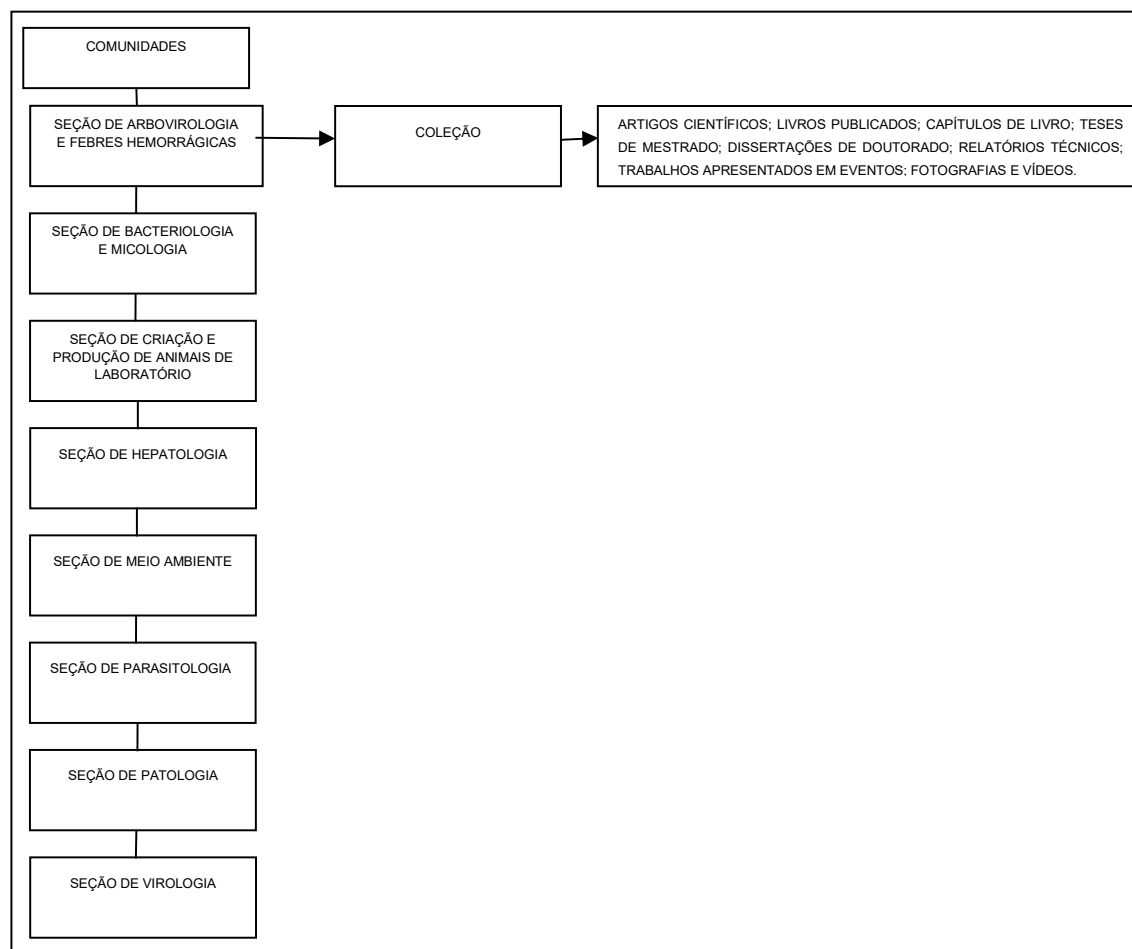 COMUNIDADES
SEÇÃO DE ARBOVIROLOGIA
E FEBRES HEMORRÁGICAS
COLEÇÃO
ARTIGOS CIENTÍFICOS; LIVROS PUBLICADOS; CAPÍTULOS DE LIVRO; TESES
DE MESTRADO; DISSERTAÇÕES DE DOUTORADO; RELATÓRIOS TÉCNICOS;
TRABALHOS APRESENTADOS EM EVENTOS; FOTOGRAFIAS E VÍDEOS.
SEÇÃO DE BACTERIOLOGIA
E MICOLOGIA
SEÇÃO DE CRIAÇÃO E
PRODUÇÃO DE ANIMAIS DE
LABORATÓRIO
SEÇÃO DE HEPATOLOGIA
SEÇÃO DE MEIO AMBIENTE
SEÇÃO DE PARASITOLOGIA
SEÇÃO DE PATOLOGIA
SEÇÃO DE VIROLOGIA